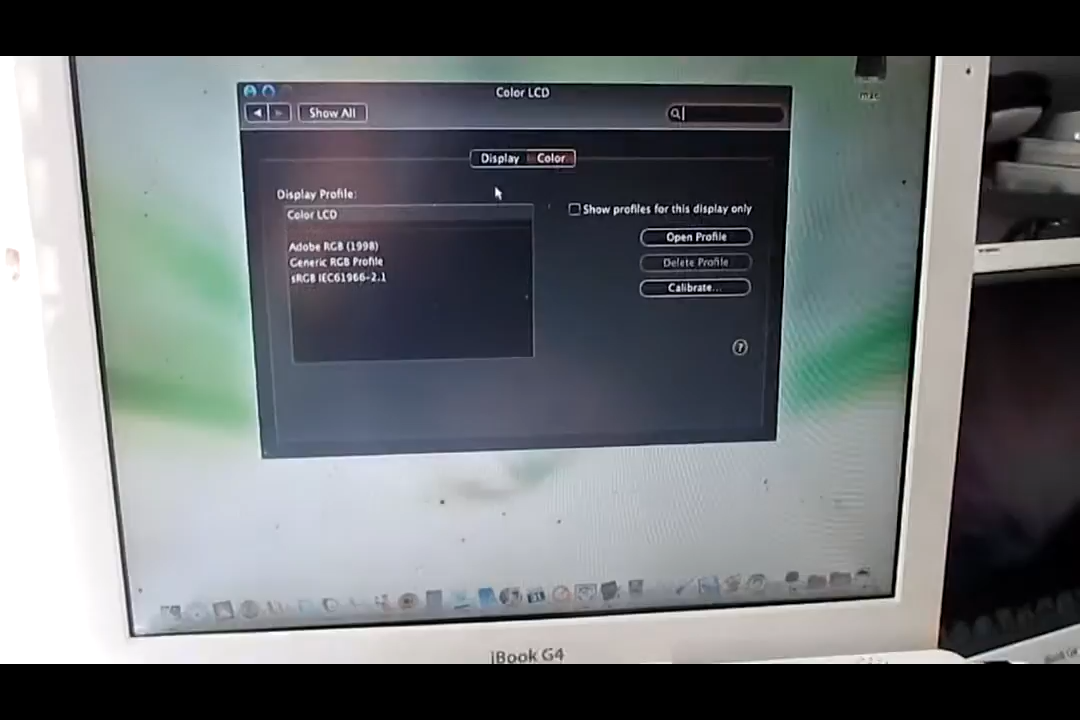 Color LCD
Show All
mac
Display
Color
Display Profile:
Color LCD
Adobe RGB (1998)
Generic RGB Profile
sRGB IEC61966-2.1
Show profiles for this display only
Open Profile
Delete Profile
Calibrate...
?
iBook G4